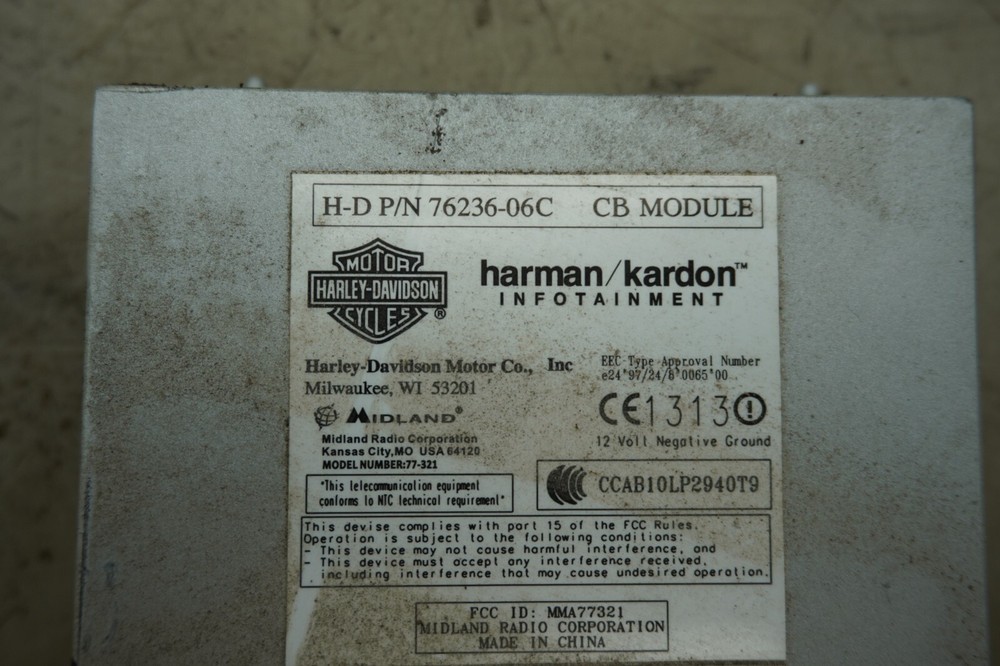 H-D P/N 76236-06C CB MODULE
MOTOR
HARLEY-DAVIDSON
CYCLES
®
harman/kardon™
INFOTAINMENT
Harley-Davidson Motor Co., Inc
Milwaukee, WI 53201
EEC Type Approval Number
e24*97/24/8*0065*00
CE1313
12 Volt Negative Ground
MIDLAND®
Midland Radio Corporation
Kansas City,MO USA 64120
MODEL NUMBER:77-321
"This telecommunication equipment
conforms to NTC technical requirement"
CCAB10LP2940T9
This devise complies with part 15 of the FCC Rules.
Operation is subject to the following conditions:
- This device may not cause harmful interference, and
- This device must accept any interference received,
including interference that may cause undesired operation.
FCC ID: MMA77321
MIDLAND RADIO CORPORATION
MADE IN CHINA